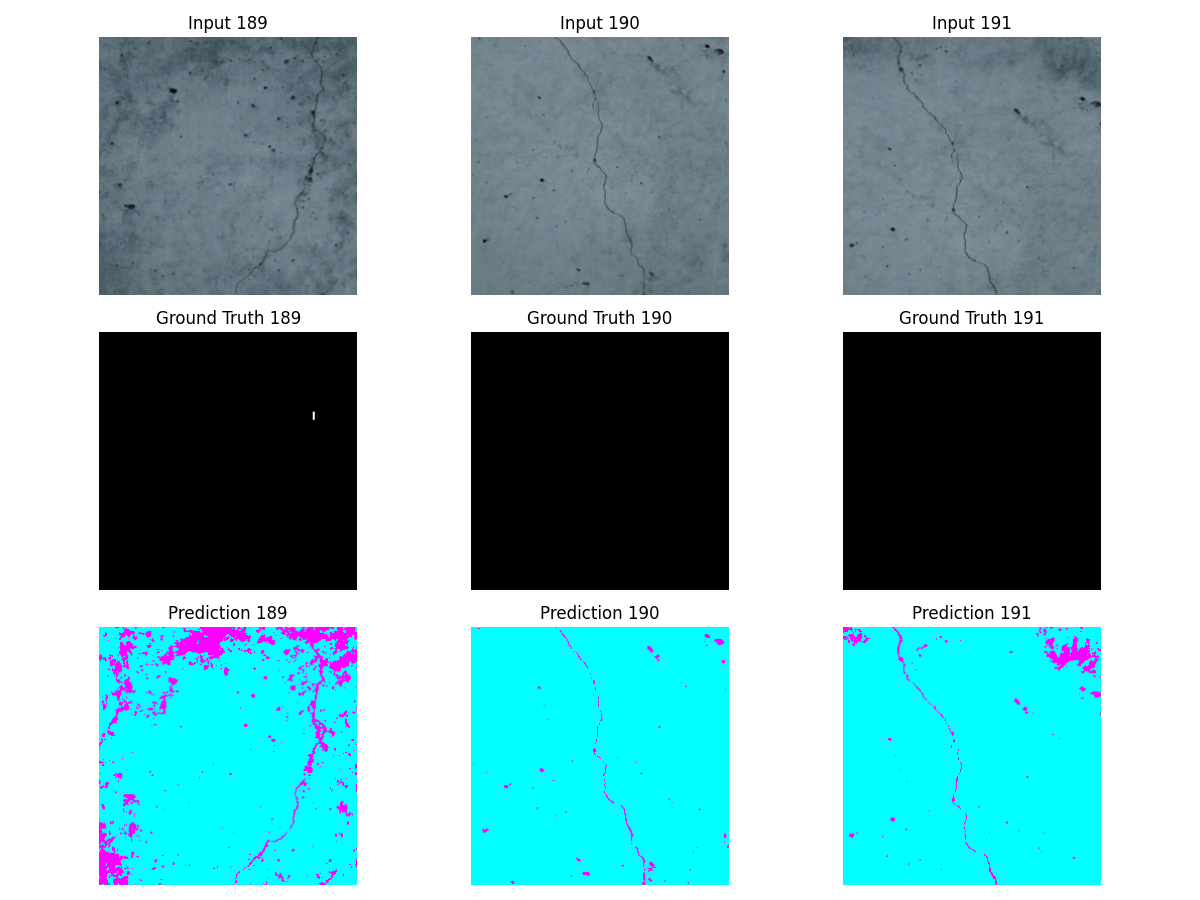 Input 189
Input 190
Input 191
Ground Truth 189
Ground Truth 190
Ground Truth 191
Prediction 189
Prediction 190
Prediction 191